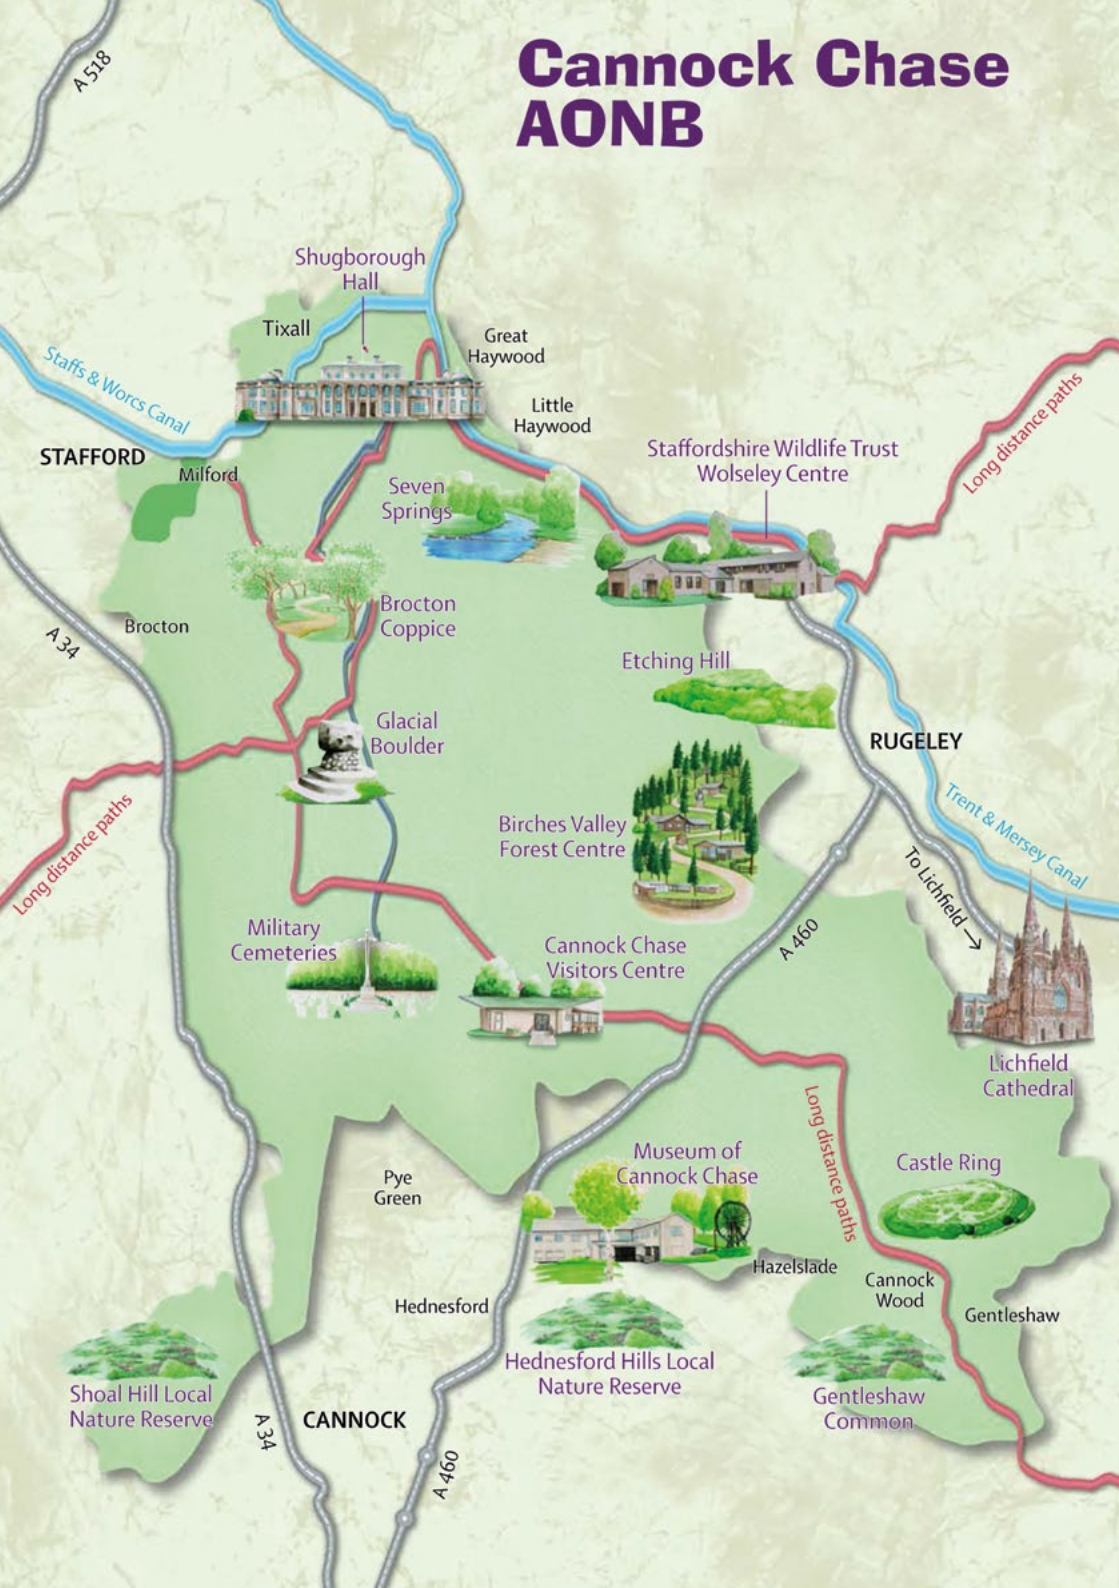 Cannock Chase
AONB
A 518
Shugborough
Hall
Tixall
Great
Haywood
Staffs & Worcs Canal
Little
Haywood
Long distance paths
STAFFORD
Milford
Staffordshire Wildlife Trust
Wolseley Centre
Seven
Springs
Brocton
Coppice
Brocton
A 34
Etching Hill
Glacial
Boulder
RUGELEY
Long distance paths
Birches Valley
Forest Centre
Trent & Mersey Canal
To Lichfield →
Military
Cemeteries
Cannock Chase
Visitors Centre
A 460
Lichfield
Cathedral
Long distance paths
Museum of
Cannock Chase
Castle Ring
Pye
Green
Hazelslade
Cannock
Wood
Hednesford
Gentleshaw
Hednesford Hills Local
Nature Reserve
Shoal Hill Local
Nature Reserve
Gentleshaw
Common
A 34
CANNOCK
A 460